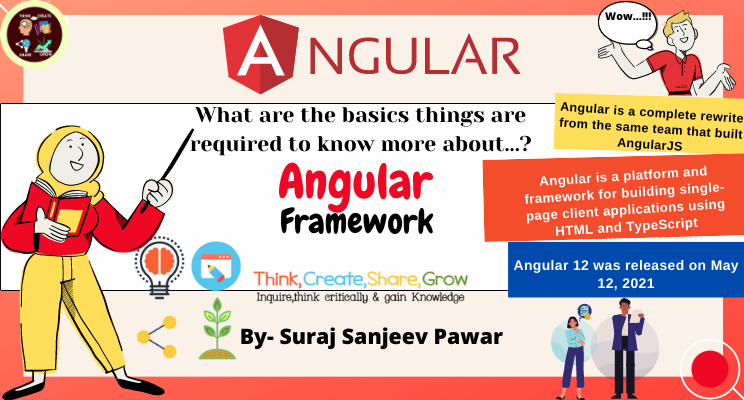 THINK CREATE
SHARE GROW
ANGULAR
Wow...!!!
What are the basics things are
required to know more about...?
Angular
Framework
Angular is a complete rewrite
from the same team that built
AngularJS
Angular is a platform and
framework for building single-
page client applications using
HTML and TypeScript
Angular 12 was released on May
12, 2021
Think,Create,Share,Grow
Inquire,think critically & gain Knowledge
By- Suraj Sanjeev Pawar